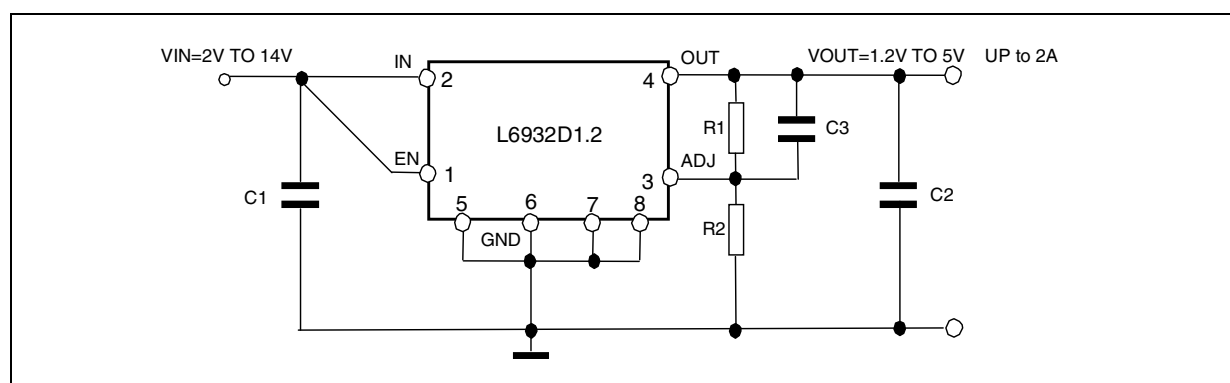 VIN=2V TO 14V
IN
2
OUT
4
VOUT=1.2V TO 5V
UP to 2A
L6932D1.2
R1
C3
EN
1
ADJ
3
C1
C2
5
6
7
8
GND
R2